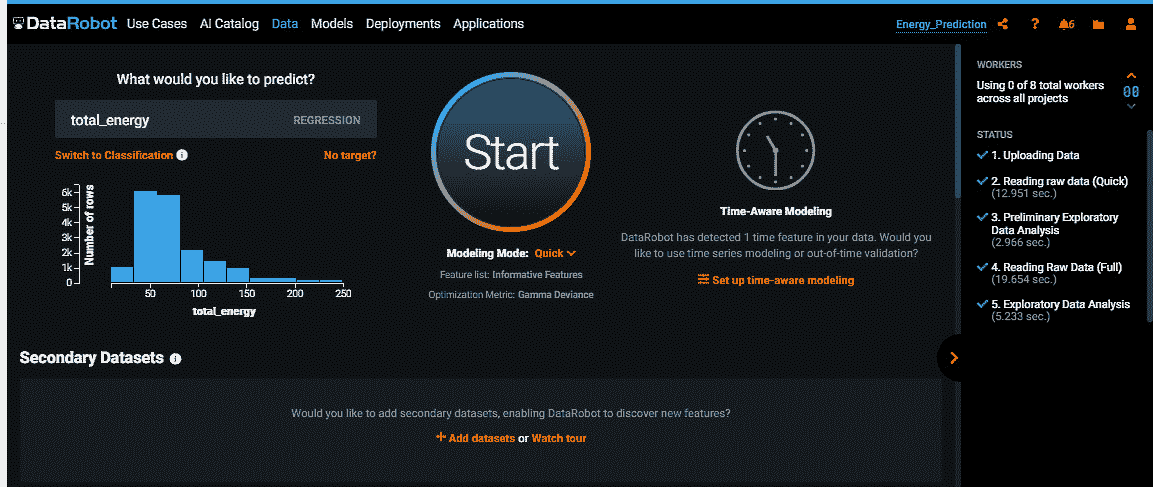 DataRobot Use Cases AI Catalog Data Models Deployments Applications
Energy_Prediction ? 6
What would you like to predict?
total_energy REGRESSION
Switch to Classification i No target?
Number of rows
6k
5k
4k
3k
2k
1k
0
50 100 150 200 250
total_energy
Start
Modeling Mode: Quick
Feature list: Informative Features
Optimization Metric: Gamma Deviance
Time-Aware Modeling
DataRobot has detected 1 time feature in your data. Would you
like to use time series modeling or out-of-time validation?
Set up time-aware modeling
Secondary Datasets i
Would you like to add secondary datasets, enabling DataRobot to discover new features?
+ Add datasets or Watch tour
WORKERS
Using 0 of 8 total workers
across all projects
00
STATUS
1. Uploading Data
2. Reading raw data (Quick)
(12.951 sec.)
3. Preliminary Exploratory
Data Analysis
(2.966 sec.)
4. Reading Raw Data (Full)
(19.654 sec.)
5. Exploratory Data Analysis
(5.233 sec.)